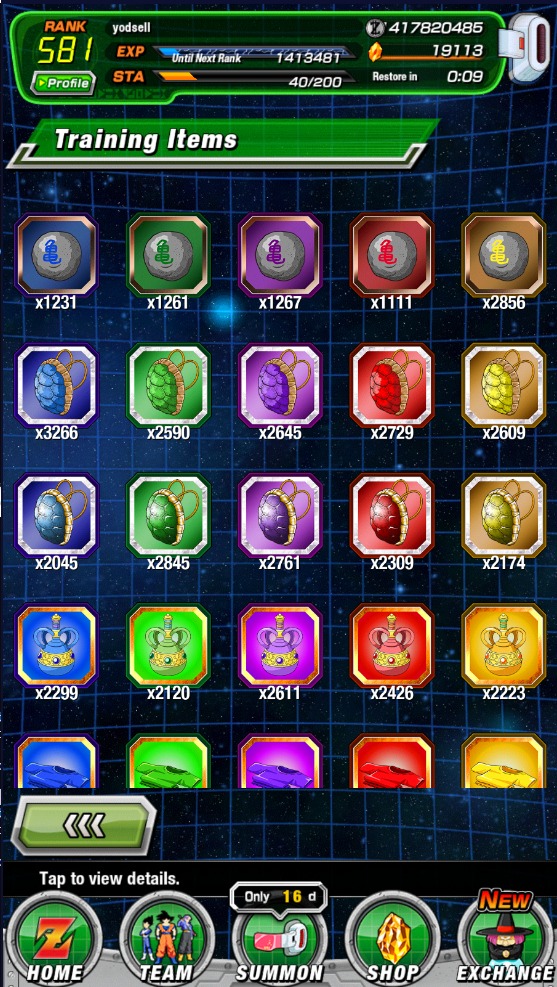 RANK
581
yodsell
417820485
EXP
Until Next Rank 1413481
19113
Profile
STA
40/200
Restore in 0:09
Training Items
亀 亀 亀 亀 亀
x1231 x1261 x1267 x1111 x2856
x3266 x2590 x2645 x2729 x2609
x2045 x2845 x2761 x2309 x2174
x2299 x2120 x2611 x2426 x2223
Tap to view details.
Only 16 d
NEW
Z
HOME TEAM SUMMON SHOP EXCHANGE